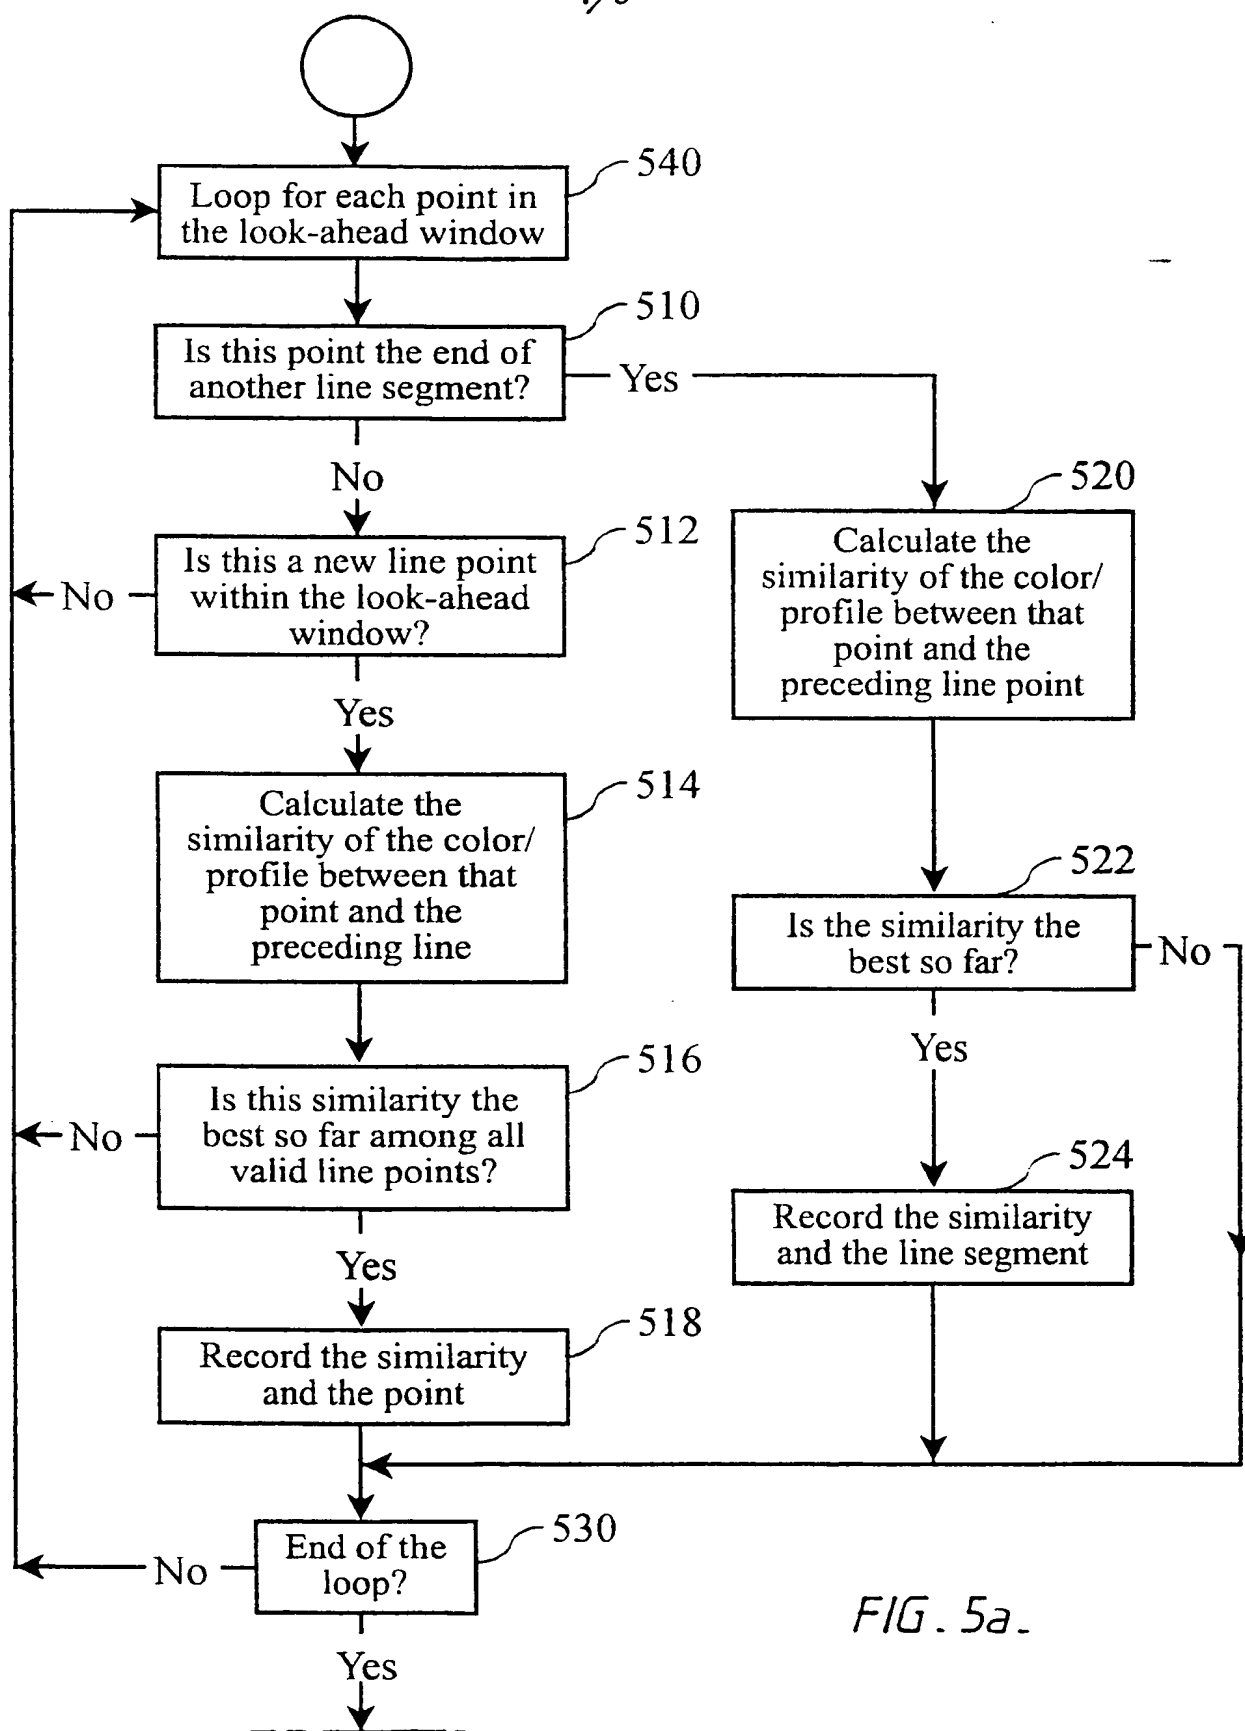 540
Loop for each point in
the look-ahead window
510
Is this point the end of
another line segment?
Yes
No
520
512
Is this a new line point
within the look-ahead
window?
No
Calculate the
similarity of the color/
profile between that
point and the
preceding line point
Yes
514
Calculate the
similarity of the color/
profile between that
point and the
preceding line
522
Is the similarity the
best so far?
No
Yes
516
Is this similarity the
best so far among all
valid line points?
No
524
Record the similarity
and the line segment
Yes
518
Record the similarity
and the point
530
End of the
loop?
No
Yes
FIG. 5a.